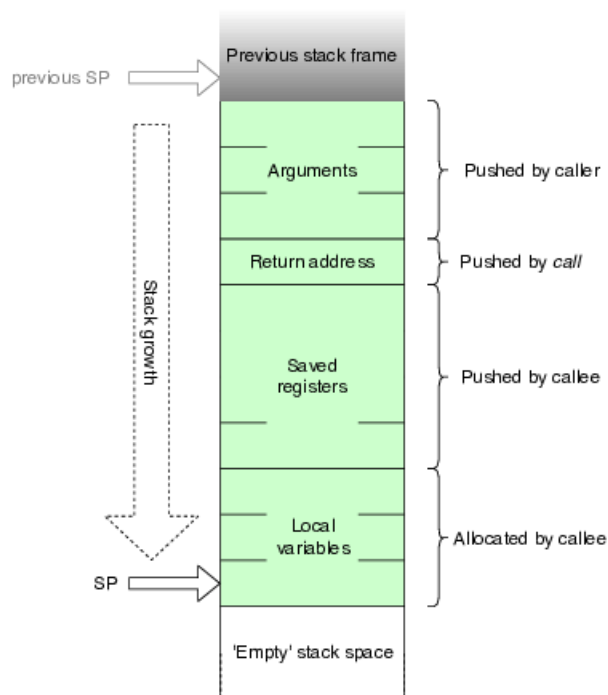 Previous stack frame
previous SP
Arguments
Pushed by caller
Return address
Pushed by call
Stack growth
Saved
registers
Pushed by callee
Local
variables
Allocated by callee
SP
'Empty' stack space